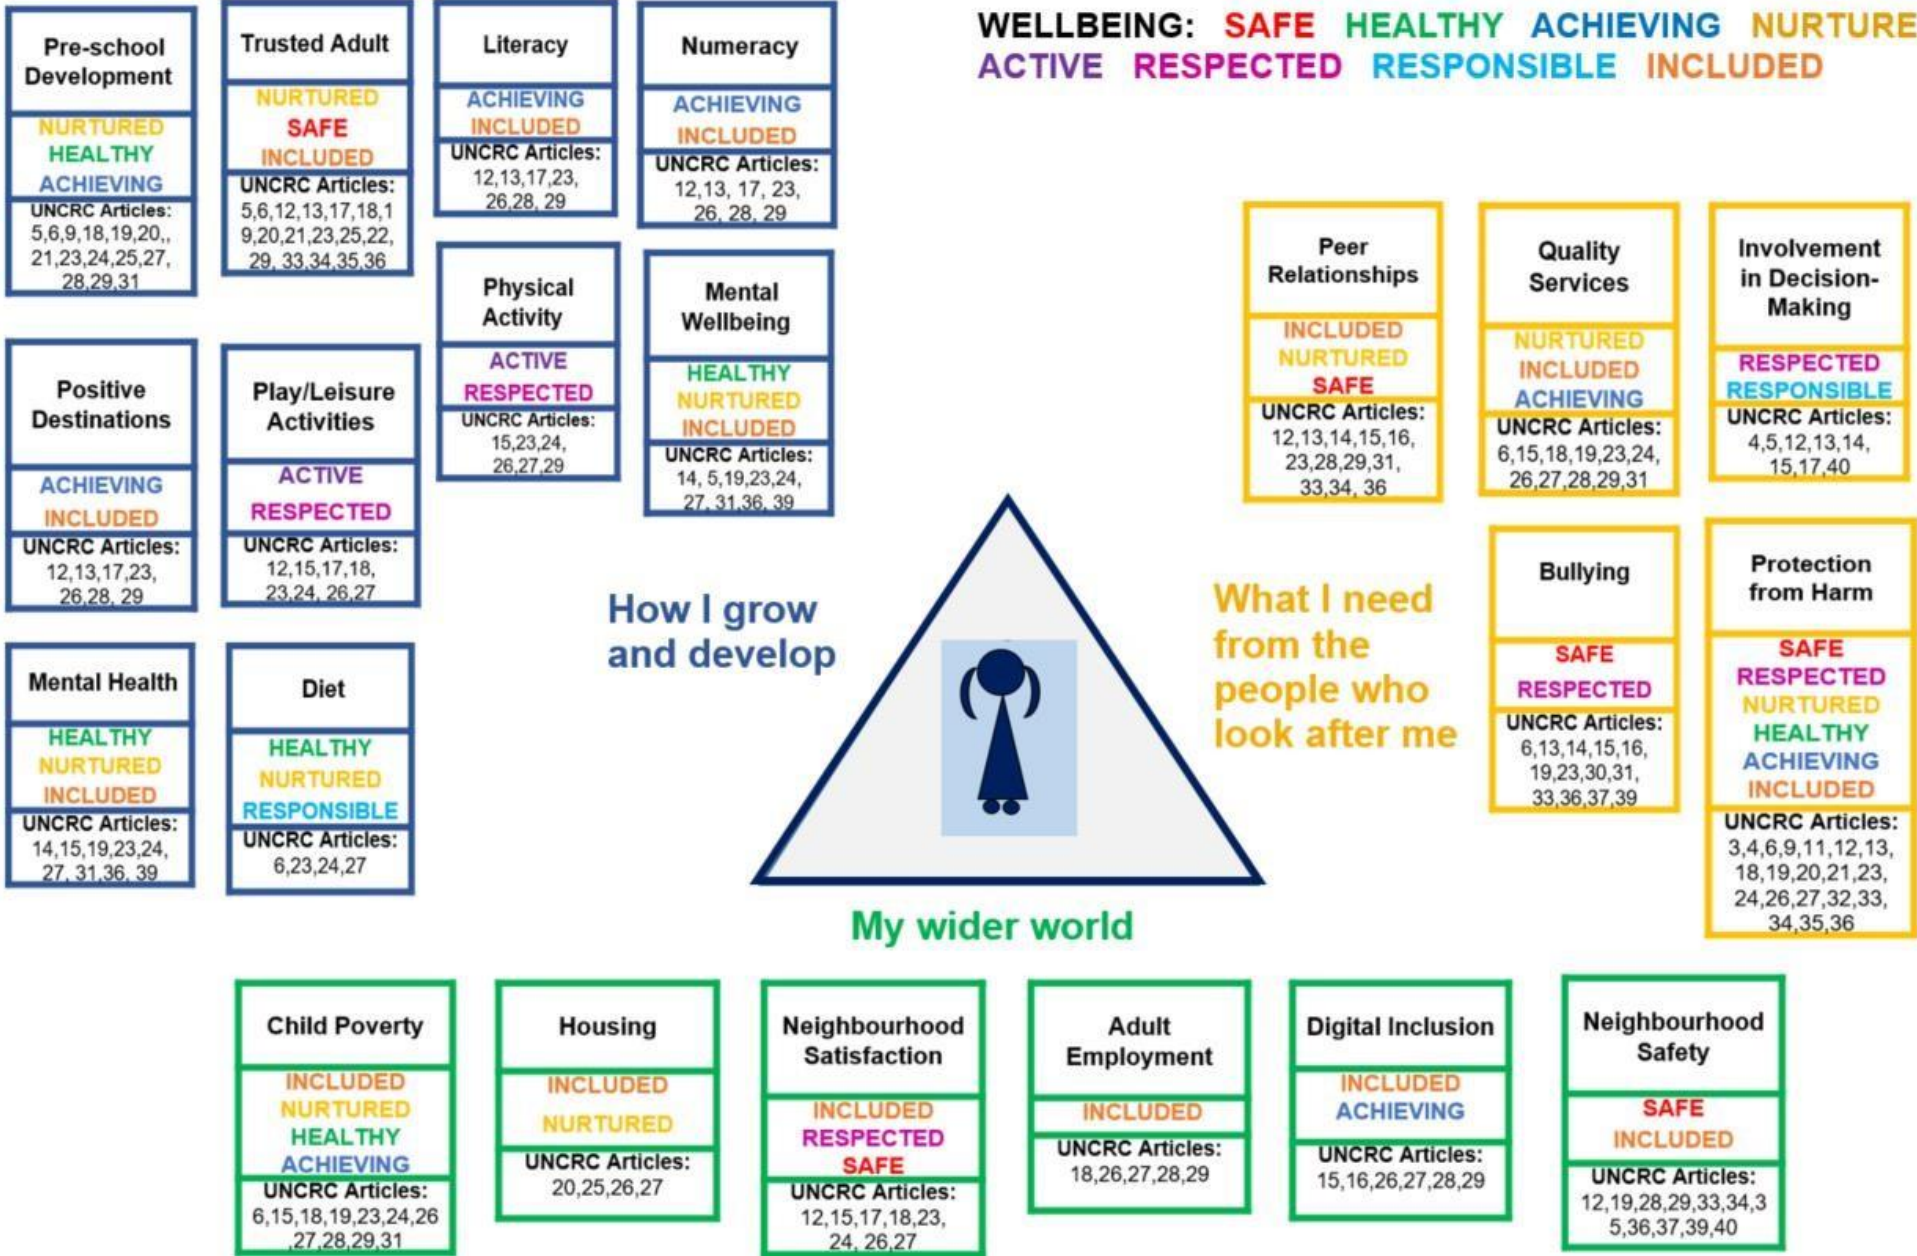 WELLBEING: SAFE HEALTHY ACHIEVING NURTURE
ACTIVE RESPECTED RESPONSIBLE INCLUDED
Pre-school
Development
NURTURED
HEALTHY
ACHIEVING
UNCRC Articles:
5,6,9,18,19,20,,
21,23,24,25,27,
28,29,31
Trusted Adult
NURTURED
SAFE
INCLUDED
UNCRC Articles:
5,6,12,13,17,18,1
9,20,21,23,25,22,
29, 33,34,35,36
Literacy
ACHIEVING
INCLUDED
UNCRC Articles:
12,13,17,23,
26,28, 29
Numeracy
ACHIEVING
INCLUDED
UNCRC Articles:
12,13, 17, 23,
26, 28, 29
Physical
Activity
ACTIVE
RESPECTED
UNCRC Articles:
15,23,24,
26,27,29
Mental
Wellbeing
HEALTHY
NURTURED
INCLUDED
UNCRC Articles:
14, 5,19,23,24,
27, 31,36, 39
Positive
Destinations
ACHIEVING
INCLUDED
UNCRC Articles:
12,13,17,23,
26,28, 29
Play/Leisure
Activities
ACTIVE
RESPECTED
UNCRC Articles:
12,15,17,18,
23,24, 26,27
Mental Health
HEALTHY
NURTURED
INCLUDED
UNCRC Articles:
14,15,19,23,24,
27, 31,36, 39
Diet
HEALTHY
NURTURED
RESPONSIBLE
UNCRC Articles:
6,23,24,27
How I grow
and develop
What I need
from the
people who
look after me
My wider world
Peer
Relationships
INCLUDED
NURTURED
SAFE
UNCRC Articles:
12,13,14,15,16,
23,28,29,31,
33,34, 36
Quality
Services
NURTURED
INCLUDED
ACHIEVING
UNCRC Articles:
6,15,18,19,23,24,
26,27,28,29,31
Involvement
in Decision-
Making
RESPECTED
RESPONSIBLE
UNCRC Articles:
4,5,12,13,14,
15,17,40
Bullying
SAFE
RESPECTED
UNCRC Articles:
6,13,14,15,16,
19,23,30,31,
33,36,37,39
Protection
from Harm
SAFE
RESPECTED
NURTURED
HEALTHY
ACHIEVING
INCLUDED
UNCRC Articles:
3,4,6,9,11,12,13,
18,19,20,21,23,
24,26,27,32,33,
34,35,36
Child Poverty
INCLUDED
NURTURED
HEALTHY
ACHIEVING
UNCRC Articles:
6,15,18,19,23,24,26
,27,28,29,31
Housing
INCLUDED
NURTURED
UNCRC Articles:
20,25,26,27
Neighbourhood
Satisfaction
INCLUDED
RESPECTED
SAFE
UNCRC Articles:
12,15,17,18,23,
24, 26,27
Adult
Employment
INCLUDED
UNCRC Articles:
18,26,27,28,29
Digital Inclusion
INCLUDED
ACHIEVING
UNCRC Articles:
15,16,26,27,28,29
Neighbourhood
Safety
SAFE
INCLUDED
UNCRC Articles:
12,19,28,29,33,34,3
5,36,37,39,40